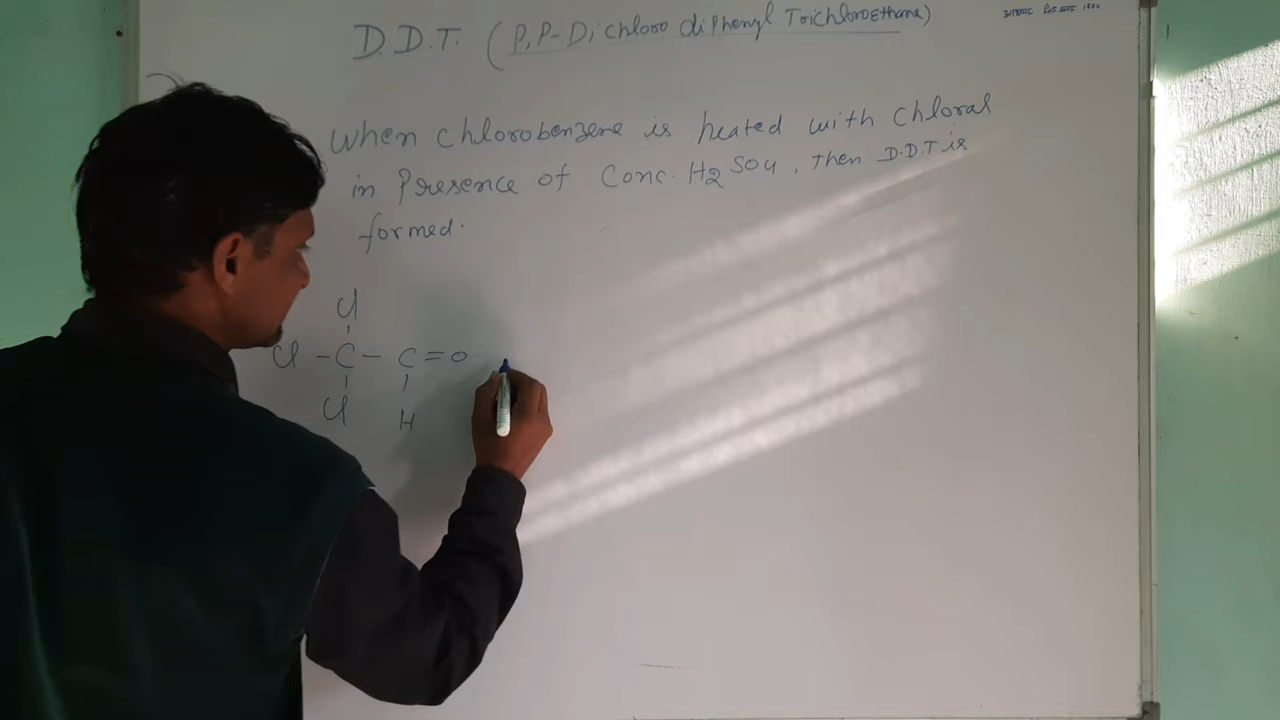 D.D.T. (P,P-Dichloro diphenyl Trichloroethane)
When chlorobenzene is heated with chloral
in Presence of Conc. H2SO4, then D.D.T is
formed.
Cl
Cl - C - C = O
Cl H